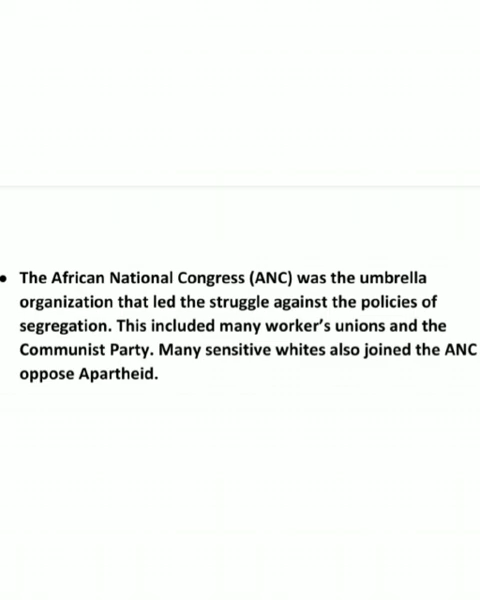 • The African National Congress (ANC) was the umbrella
organization that led the struggle against the policies of
segregation. This included many worker's unions and the
Communist Party. Many sensitive whites also joined the ANC
oppose Apartheid.